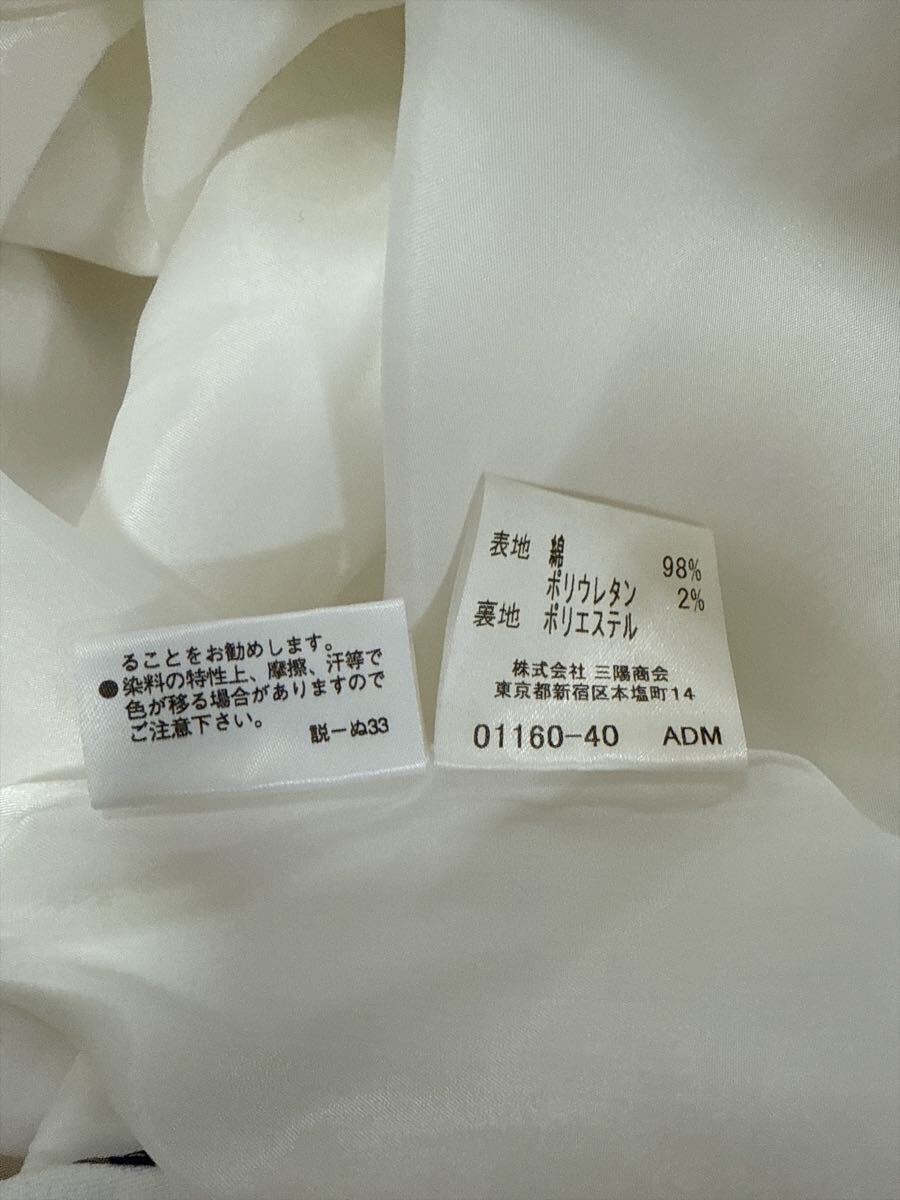 ることをお勧めします。
●染料の特性上、摩擦、汗等で
色が移る場合がありますので
ご注意下さい。
説ーぬ33
表地 綿 98%
ポリウレタン 2%
裏地 ポリエステル
株式会社 三陽商会
東京都新宿区本塩町14
01160-40 ADM